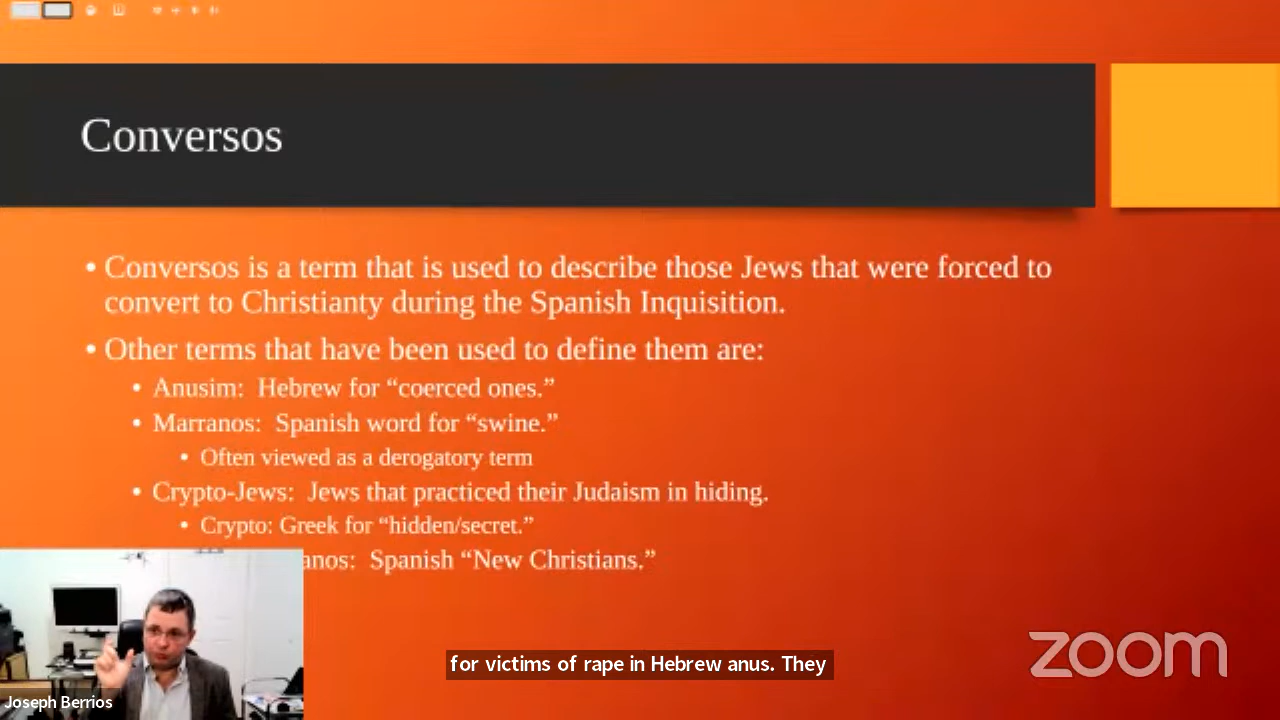 Conversos
• Conversos is a term that is used to describe those Jews that were forced to
convert to Christianty during the Spanish Inquisition.
• Other terms that have been used to define them are:
• Anusim: Hebrew for “coerced ones.”
• Marranos: Spanish word for “swine.”
• Often viewed as a derogatory term
• Crypto-Jews: Jews that practiced their Judaism in hiding.
• Crypto: Greek for “hidden/secret.”
anos: Spanish “New Christians.”
for victims of rape in Hebrew anus. They
zoom
Joseph Berrios